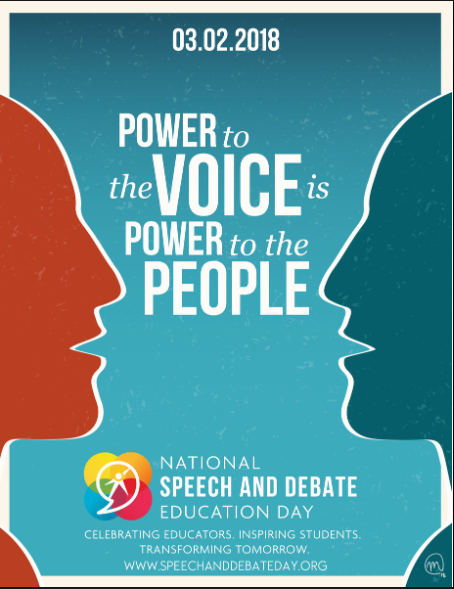 03.02.2018
POWER to
the VOICE is
POWER to the
PEOPLE
NATIONAL
SPEECH AND DEBATE
EDUCATION DAY
CELEBRATING EDUCATORS. INSPIRING STUDENTS.
TRANSFORMING TOMORROW.
WWW.SPEECHANDDEBATEDAY.ORG
m